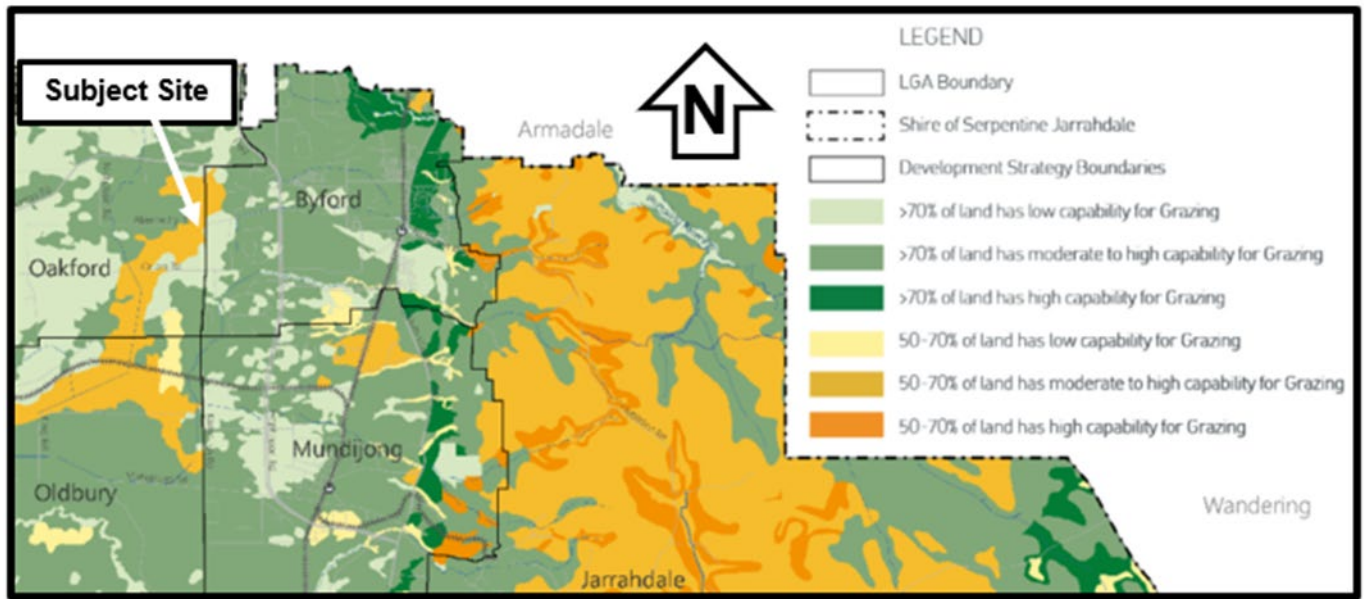 LEGEND
Subject Site
LGA Boundary
N
Armadale
Shire of Serpentine Jarrahdale
Development Strategy Boundaries
Byford
>70% of land has low capability for Grazing
>70% of land has moderate to high capability for Grazing
Oakford
>70% of land has high capability for Grazing
50-70% of land has low capability for Grazing
50-70% of land has moderate to high capability for Grazing
50-70% of land has high capability for Grazing
Mundijong
Oldbury
Wandering
Jarrahdale